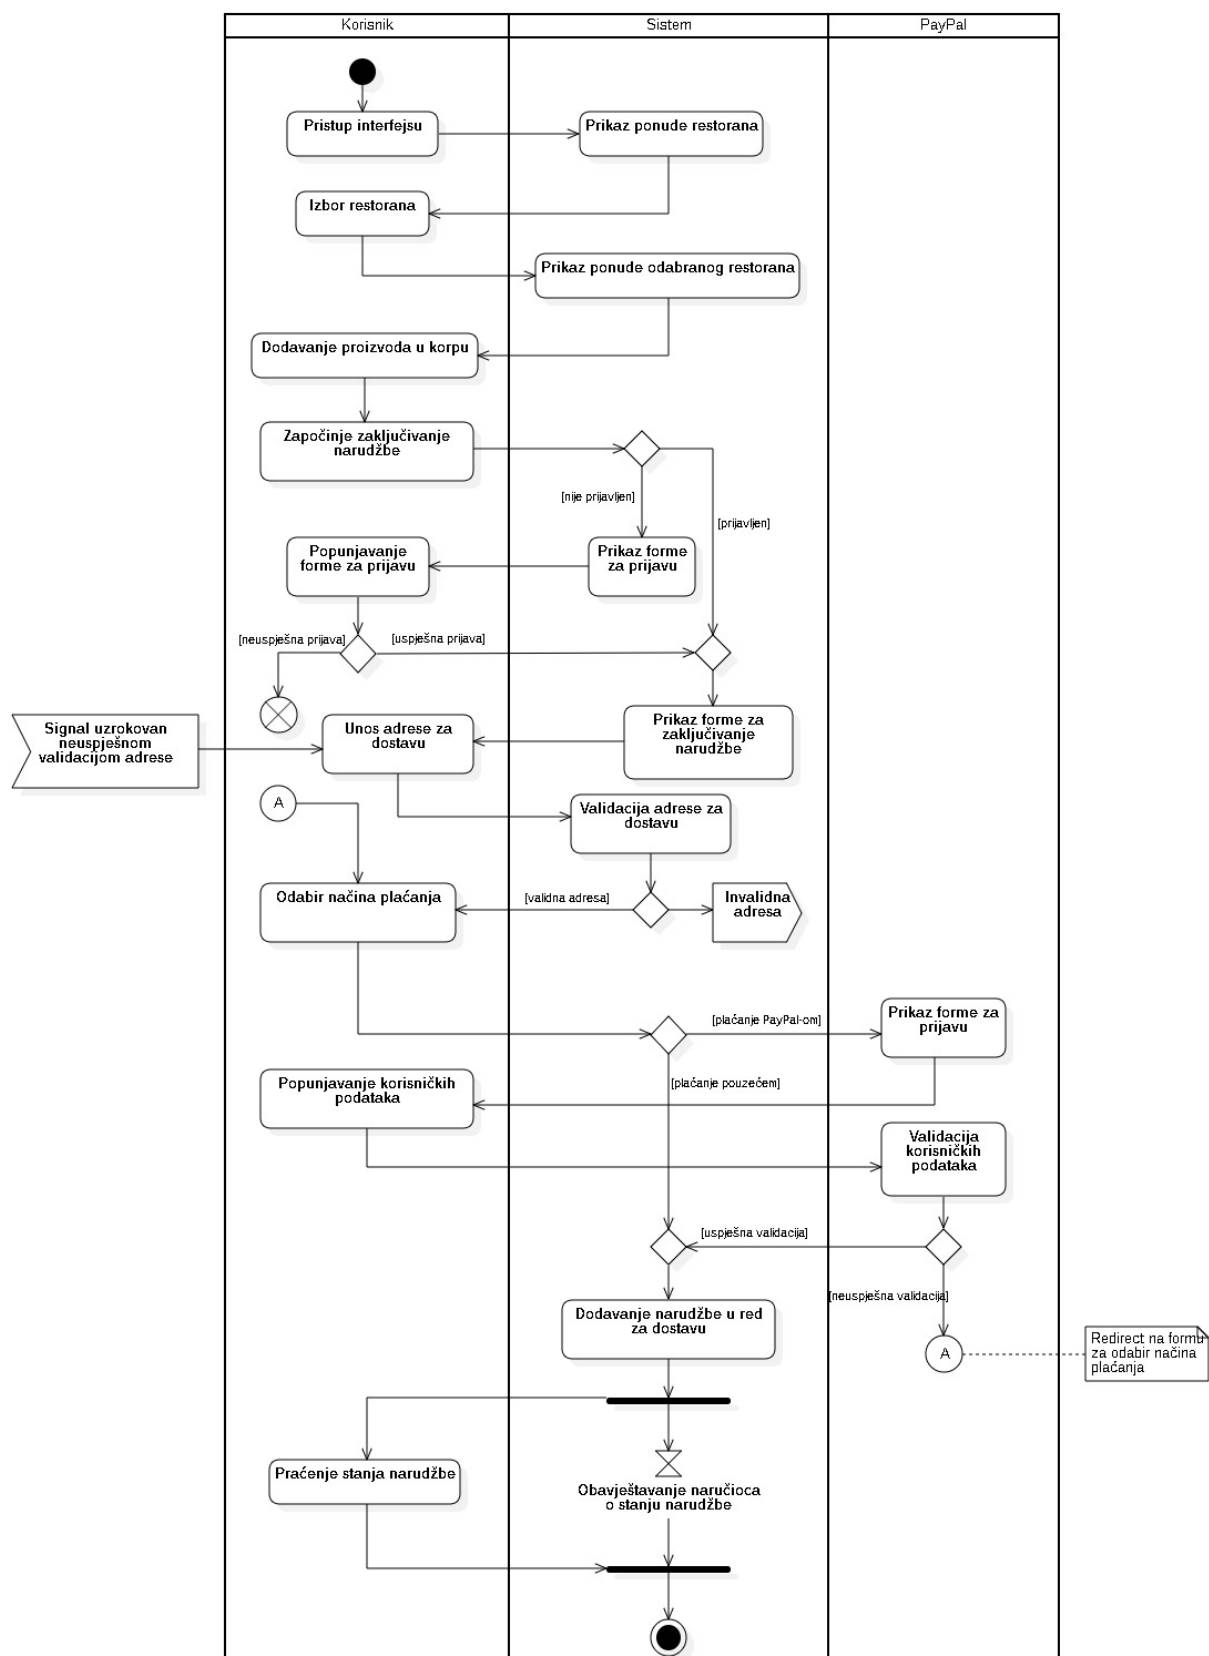 Korisnik
Sistem
PayPal
Pristup interfejsu
Prikaz ponude restorana
Izbor restorana
Prikaz ponude odabranog restorana
Dodavanje proizvoda u korpu
Započinje zaključivanje
narudžbe
[nije prijavljen]
[prijavljen]
Popunjavanje
forme za prijavu
Prikaz forme
za prijavu
[neuspješna prijava]
[uspješna prijava]
Signal uzrokovan
neuspješnom
validacijom adrese
Unos adrese za
dostavu
Prikaz forme za
zaključivanje
narudžbe
A
Validacija adrese za
dostavu
Odabir načina plaćanja
[validna adresa]
Invalidna
adresa
[plaćanje PayPal-om]
Prikaz forme za
prijavu
[plaćanje pouzećem]
Popunjavanje korisničkih
podataka
Validacija
korisničkih
podataka
[uspješna validacija]
[neuspješna validacija]
Dodavanje narudžbe u red
za dostavu
A
Redirect na formu
za odabir načina
plaćanja
Praćenje stanja narudžbe
Obavještavanje naručioca
o stanju narudžbe